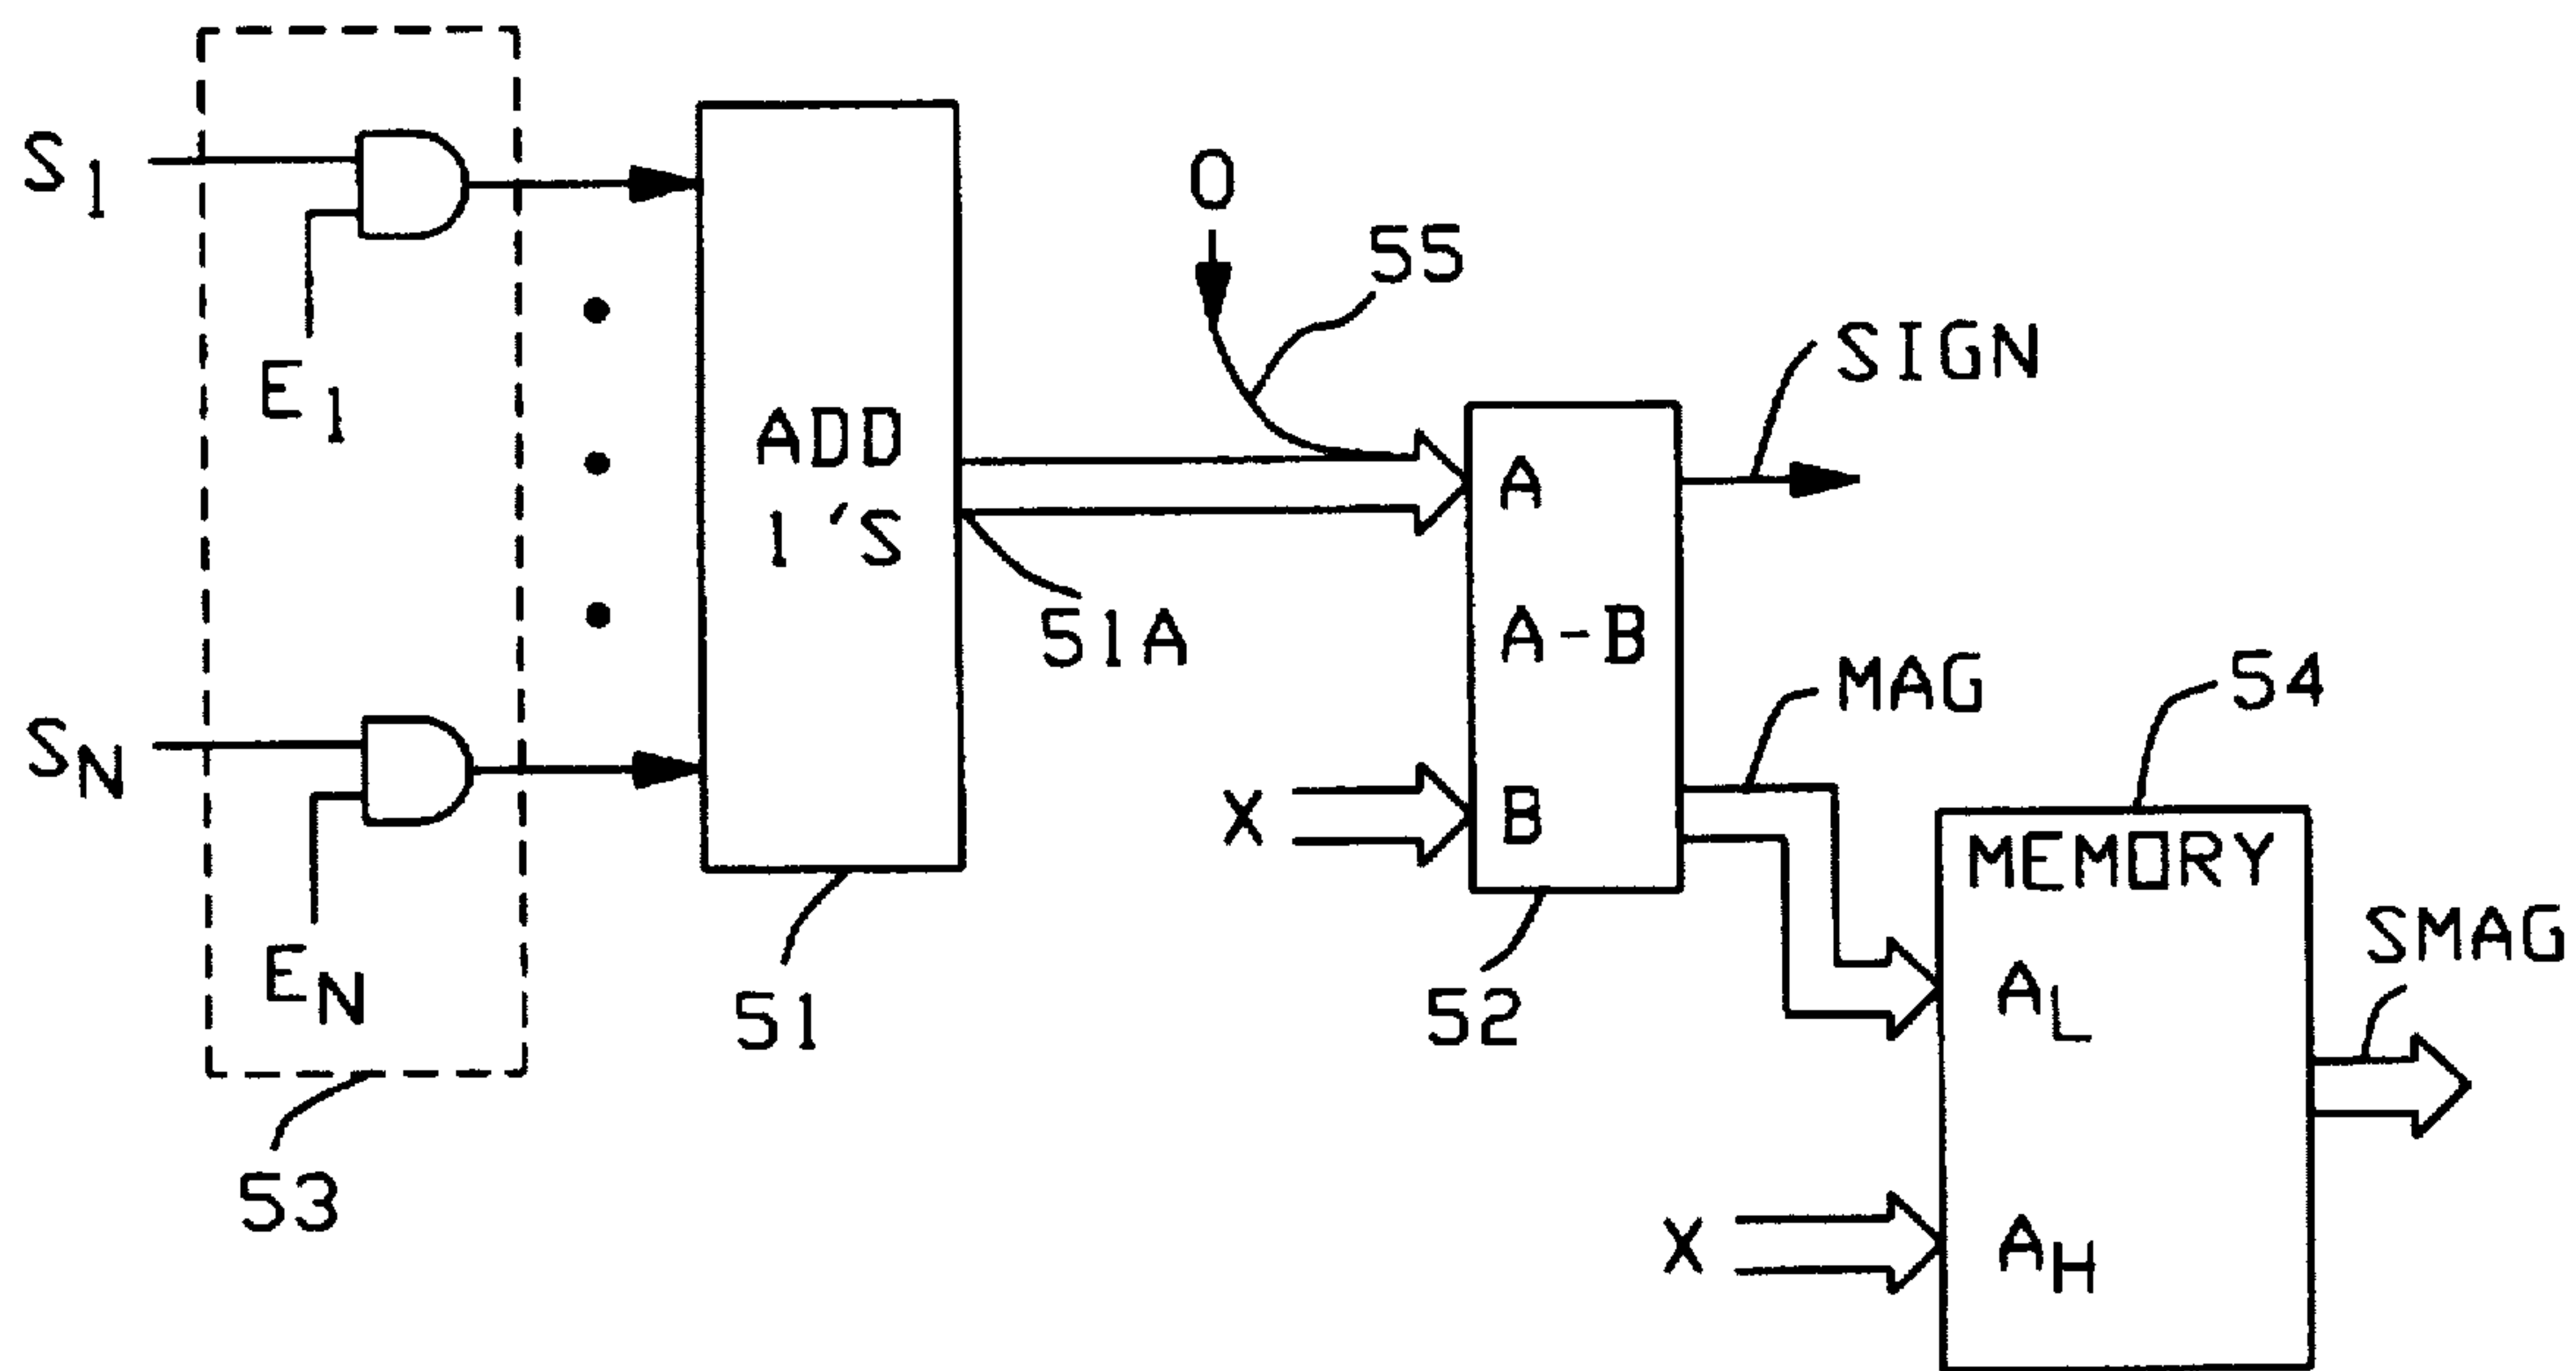 S1
E1
SN
EN
53
ADD
1'S
51
51A
0
55
A
A-B
B
X
52
SIGN
MAG
54
MEMORY
AL
AH
X
SMAG